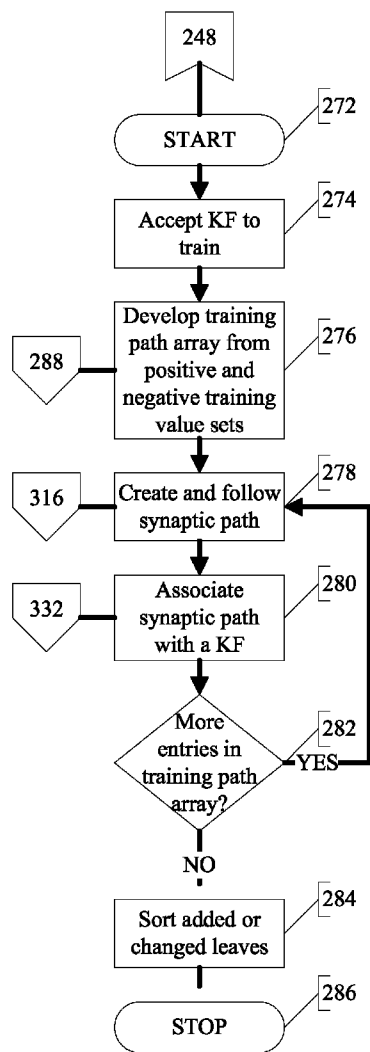 248
START
272
Accept KF to
train
274
Develop training
path array from
positive and
negative training
value sets
276
288
Create and follow
synaptic path
278
316
Associate
synaptic path
with a KF
280
332
More
entries in
training path
array?
282
YES
NO
Sort added or
changed leaves
284
STOP
286